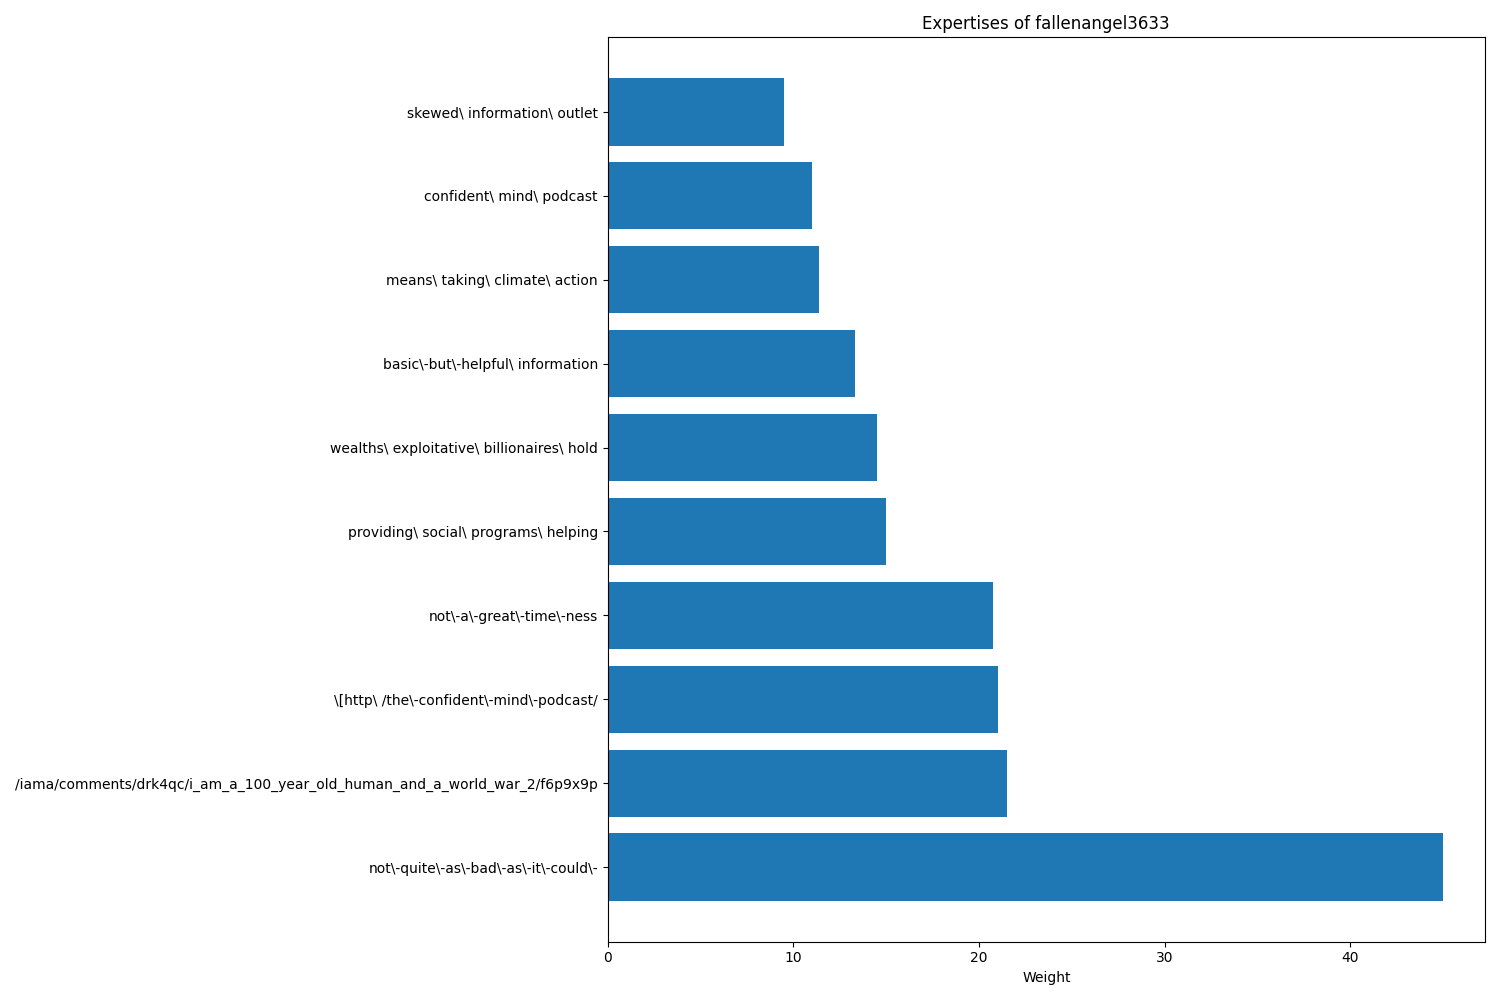 Expertises of fallenangel3633
skewed\ information\ outlet
confident\ mind\ podcast
means\ taking\ climate\ action
basic\-but\-helpful\ information
wealths\ exploitative\ billionaires\ hold
providing\ social\ programs\ helping
not\-a\-great\-time\-ness
\[http\ /the\-confident\-mind\-podcast/
/iama/comments/drk4qc/i_am_a_100_year_old_human_and_a_world_war_2/f6p9x9p
not\-quite\-as\-bad\-as\-it\-could\-
0 10 20 30 40
Weight